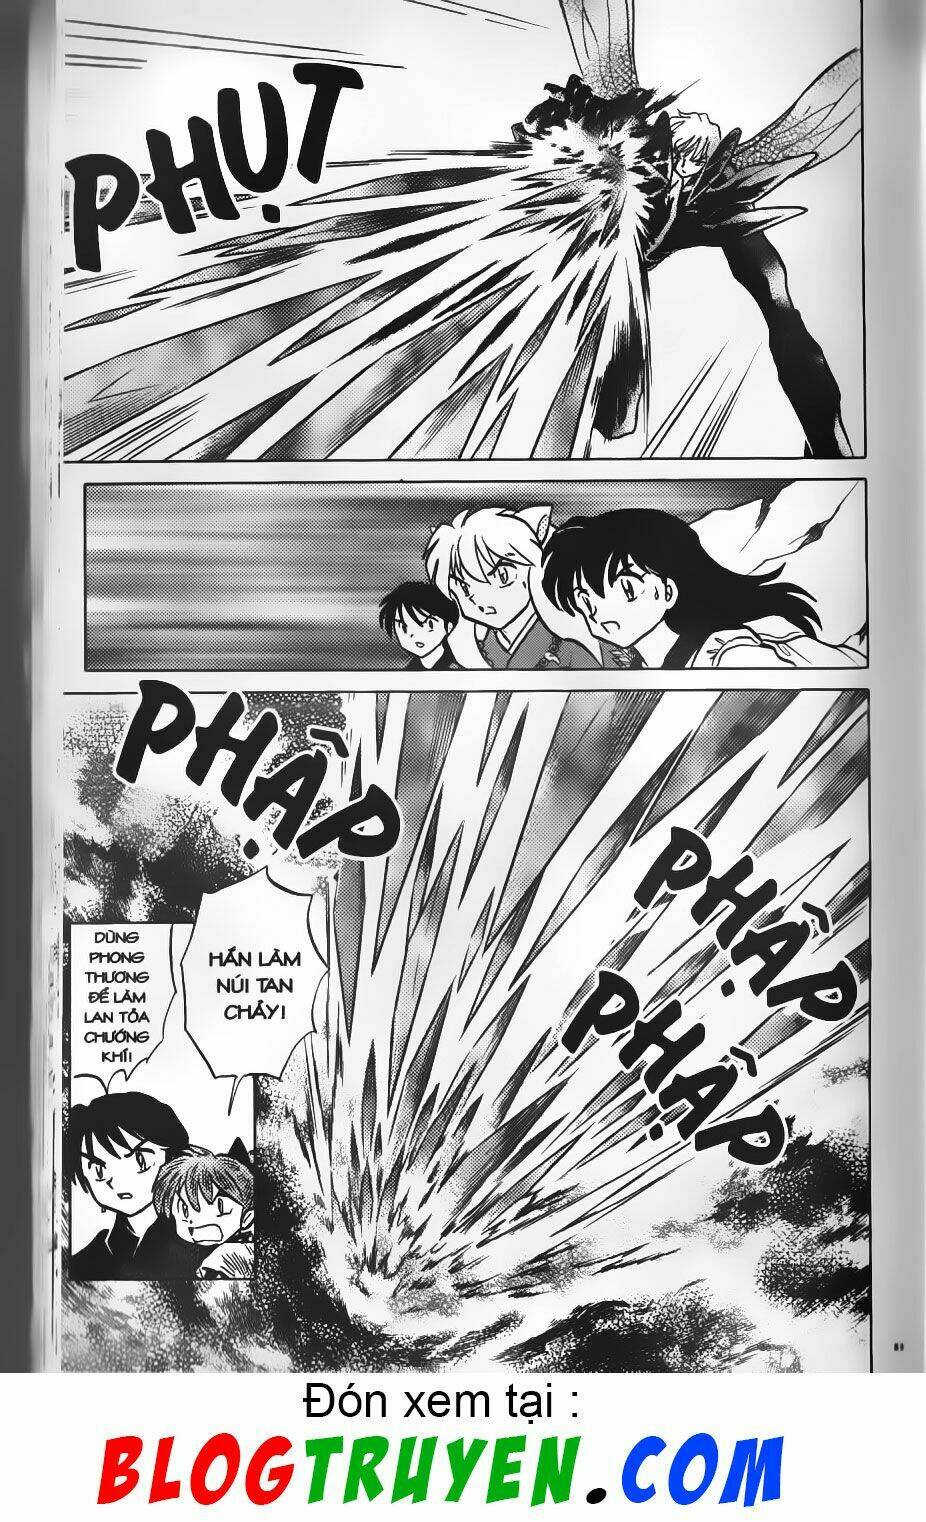 PHỤT
PHẬP
PHẬP
PHẬP
HẮN LÀM
NÚI TAN
CHẢY!
DÙNG
PHONG
THƯƠNG
ĐỂ LÀM
LAN TỎA
CHƯỚNG
KHÍ!
Đón xem tại :
BLOGTRUYEN.COM